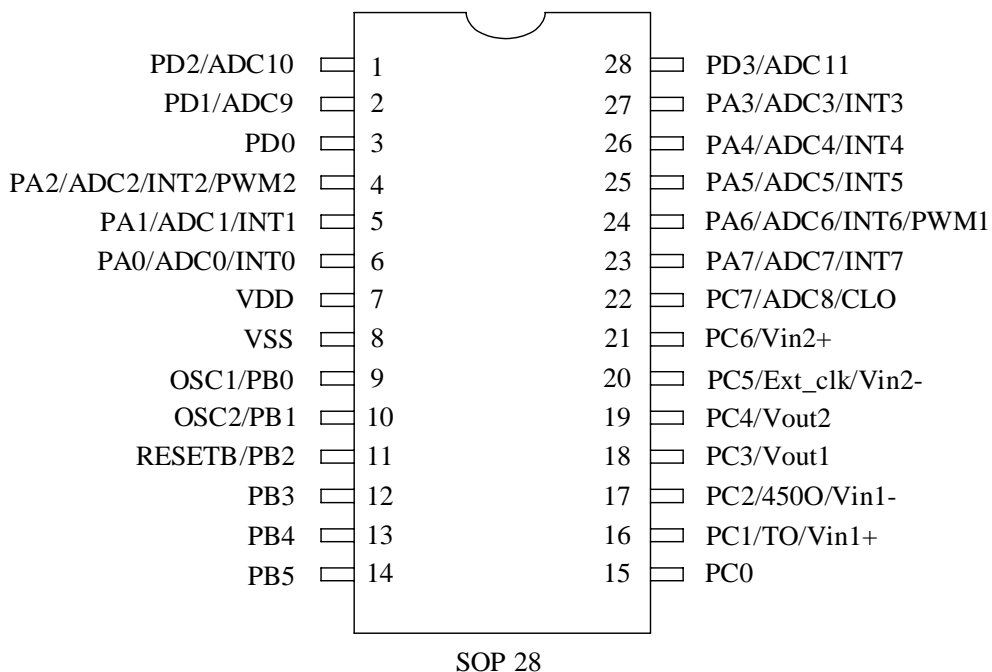 PD2/ADC10 1 28 PD3/ADC11
PD1/ADC9 2 27 PA3/ADC3/INT3
PD0 3 26 PA4/ADC4/INT4
PA2/ADC2/INT2/PWM2 4 25 PA5/ADC5/INT5
PA1/ADC1/INT1 5 24 PA6/ADC6/INT6/PWM1
PA0/ADC0/INT0 6 23 PA7/ADC7/INT7
VDD 7 22 PC7/ADC8/CLO
VSS 8 21 PC6/Vin2+
OSC1/PB0 9 20 PC5/Ext_clk/Vin2-
OSC2/PB1 10 19 PC4/Vout2
RESETB/PB2 11 18 PC3/Vout1
PB3 12 17 PC2/450O/Vin1-
PB4 13 16 PC1/TO/Vin1+
PB5 14 15 PC0
SOP 28